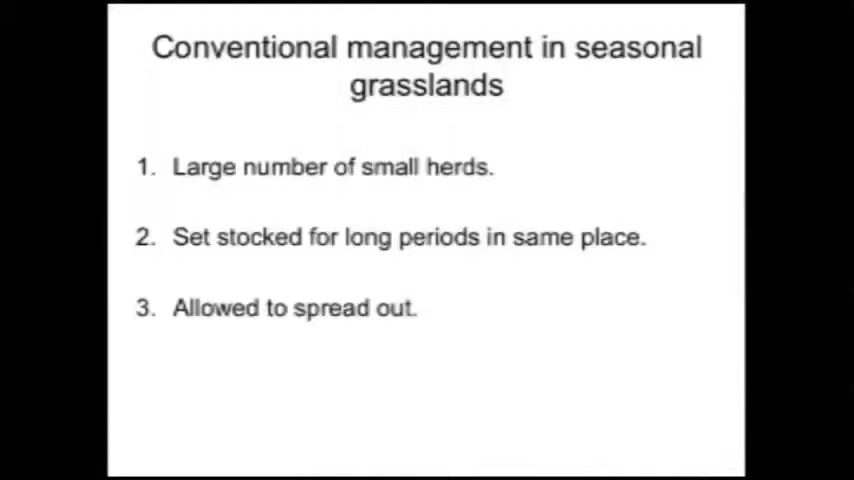 Conventional management in seasonal
grasslands
1. Large number of small herds.
2. Set stocked for long periods in same place.
3. Allowed to spread out.